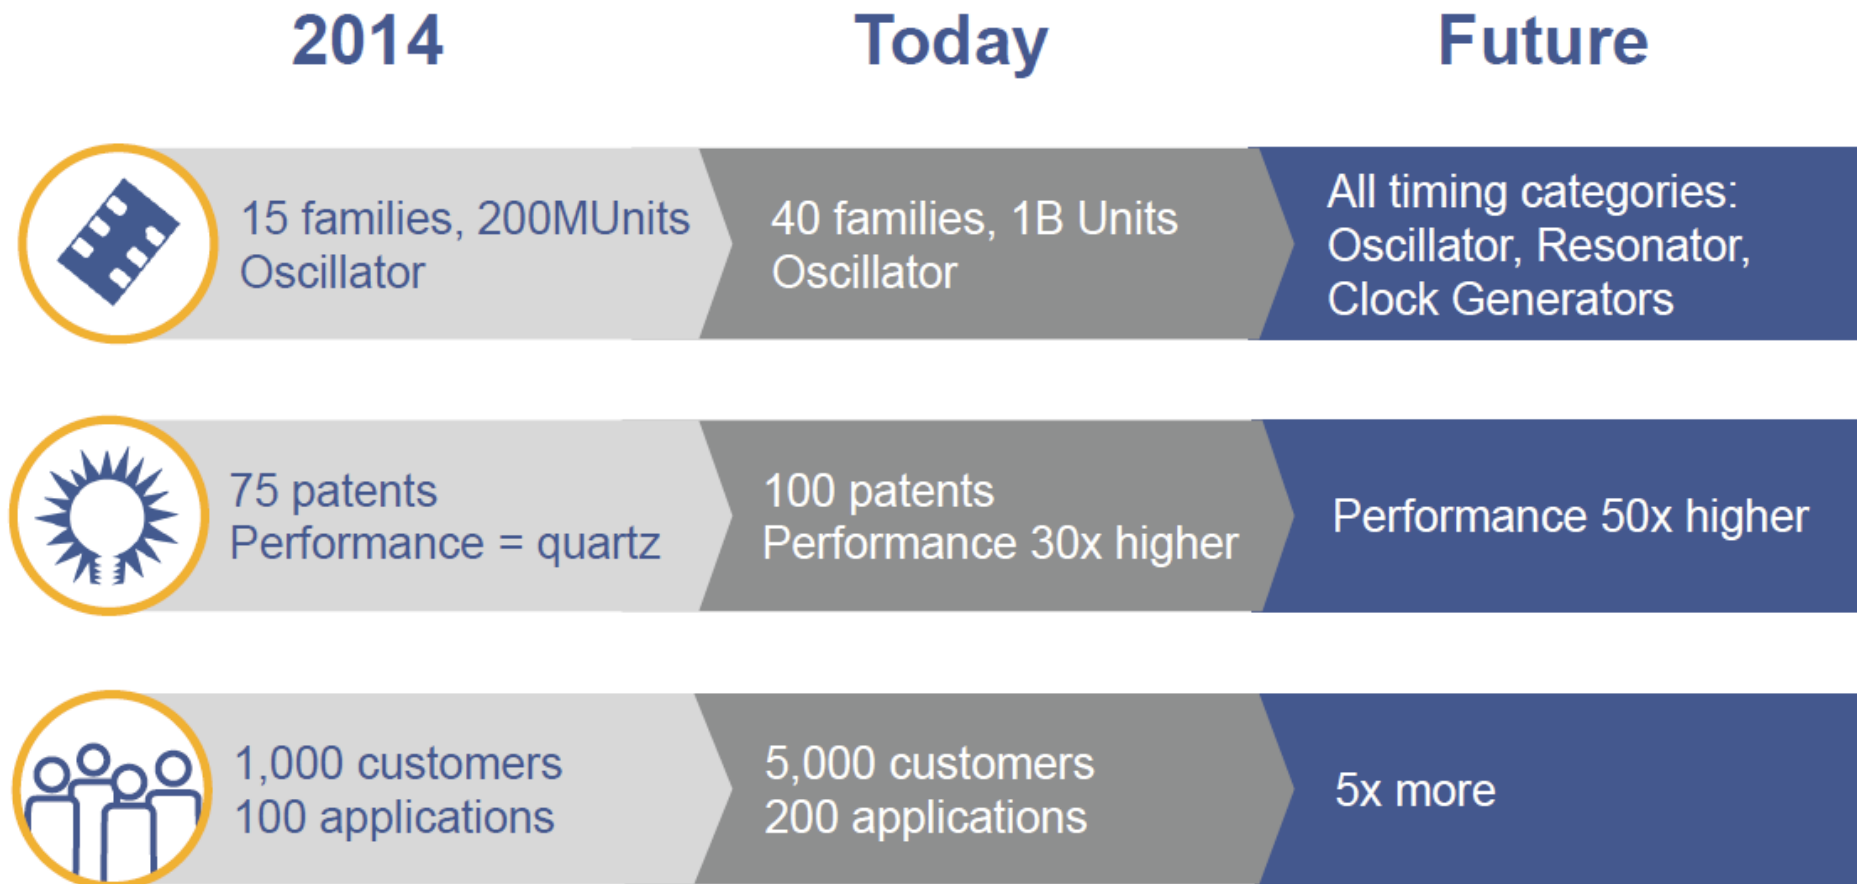 2014
Today
Future
15 families, 200MUnits
Oscillator
40 families, 1B Units
Oscillator
All timing categories:
Oscillator, Resonator,
Clock Generators
75 patents
Performance = quartz
100 patents
Performance 30x higher
Performance 50x higher
1,000 customers
100 applications
5,000 customers
200 applications
5x more